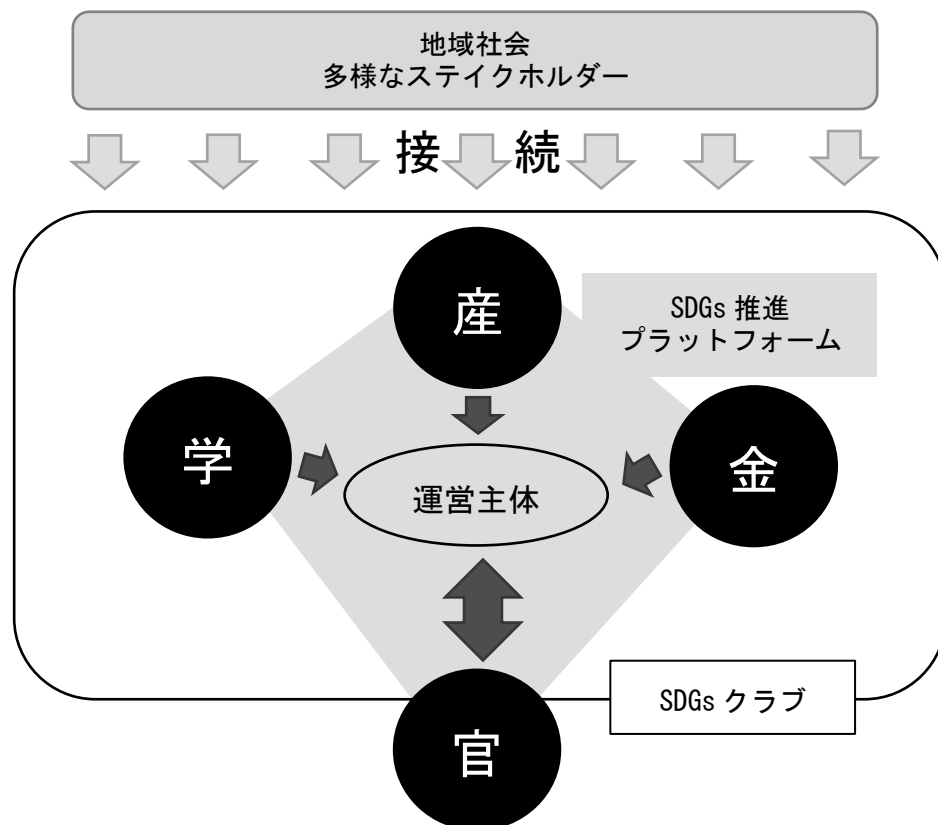 地域社会
多様なステイクホルダー
接続
産
SDGs 推進
プラットフォーム
学
金
運営主体
SDGs クラブ
官